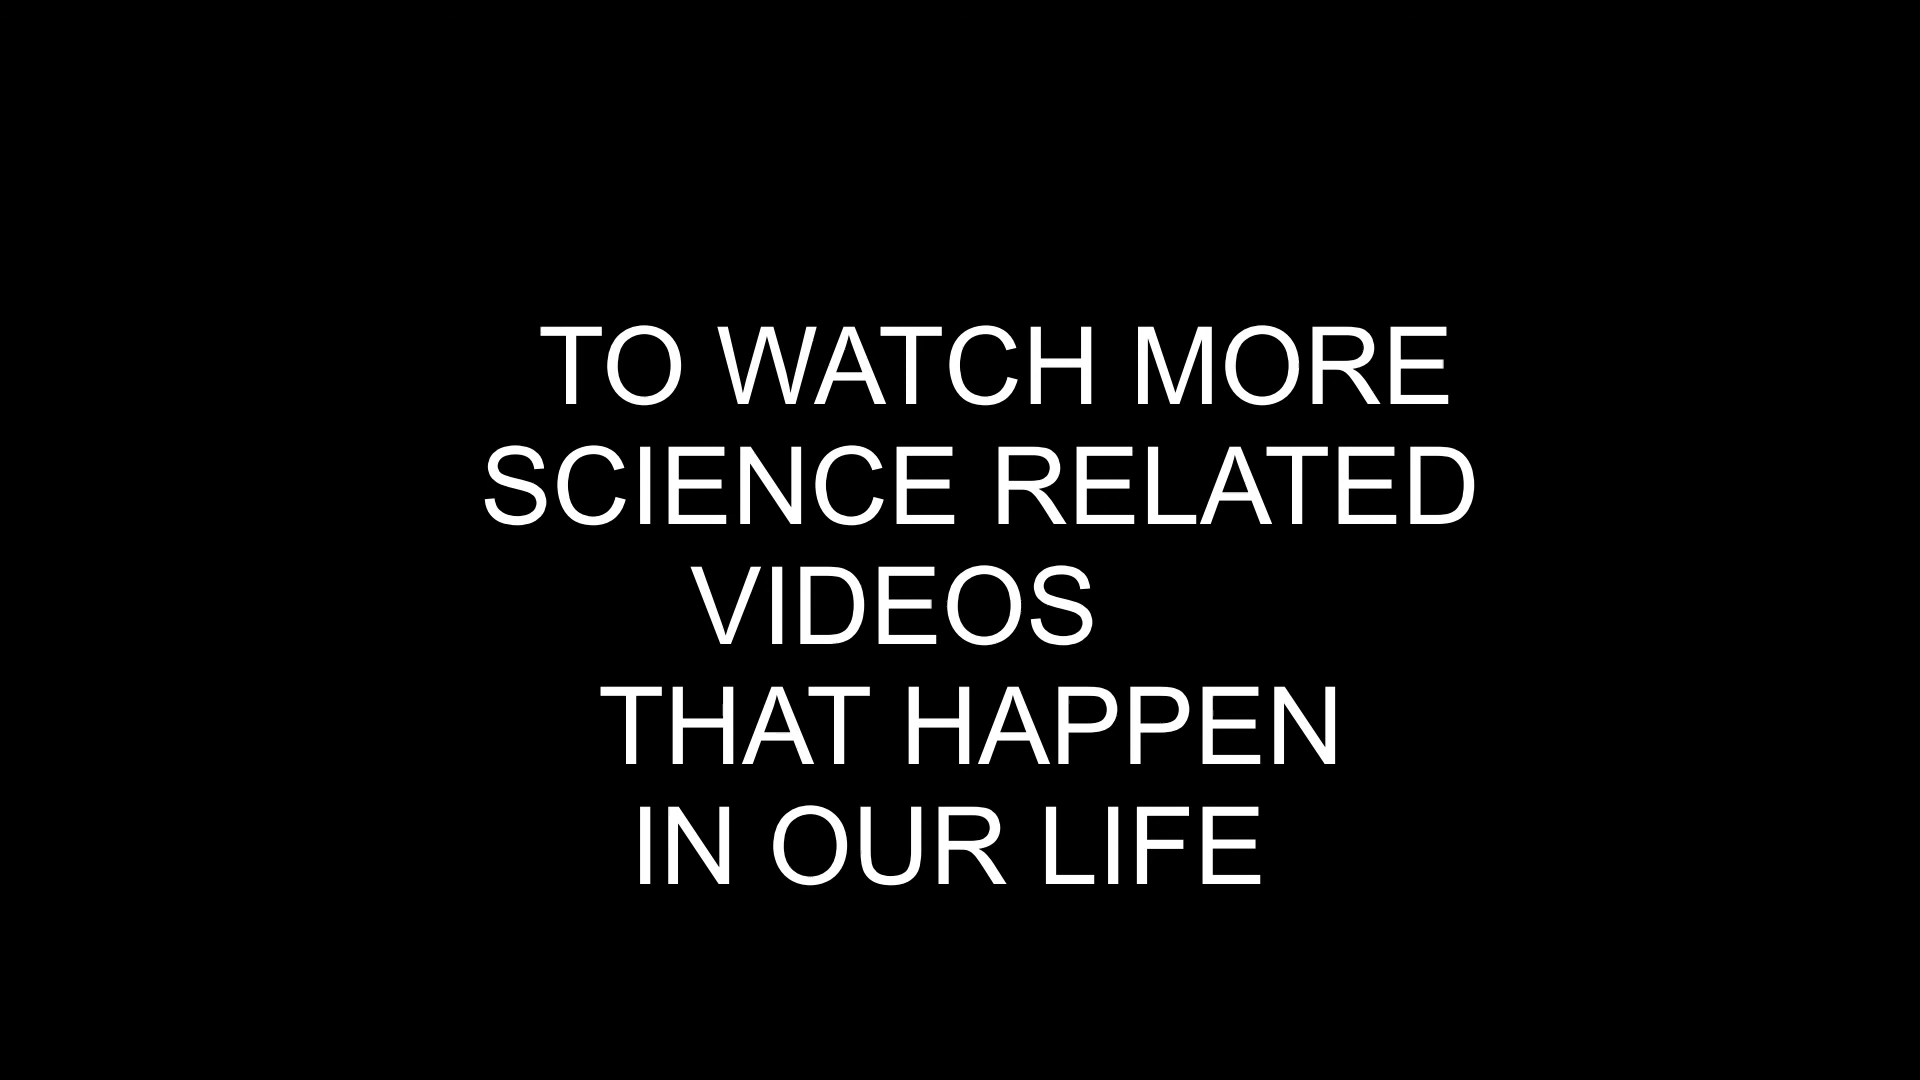 TO WATCH MORE
SCIENCE RELATED
VIDEOS
THAT HAPPEN
IN OUR LIFE